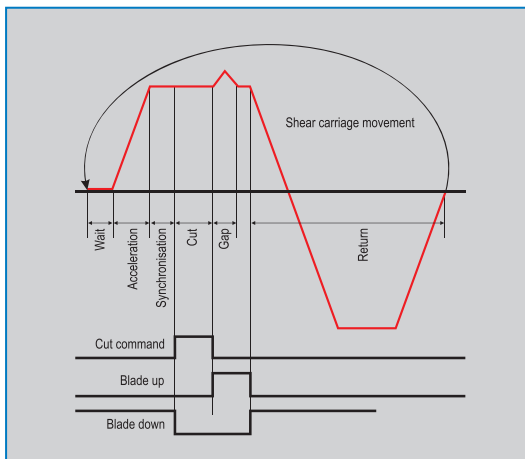 Shear carriage movement
Wait
Acceleration
Synchronisation
Cut
Gap
Return
Cut command
Blade up
Blade down